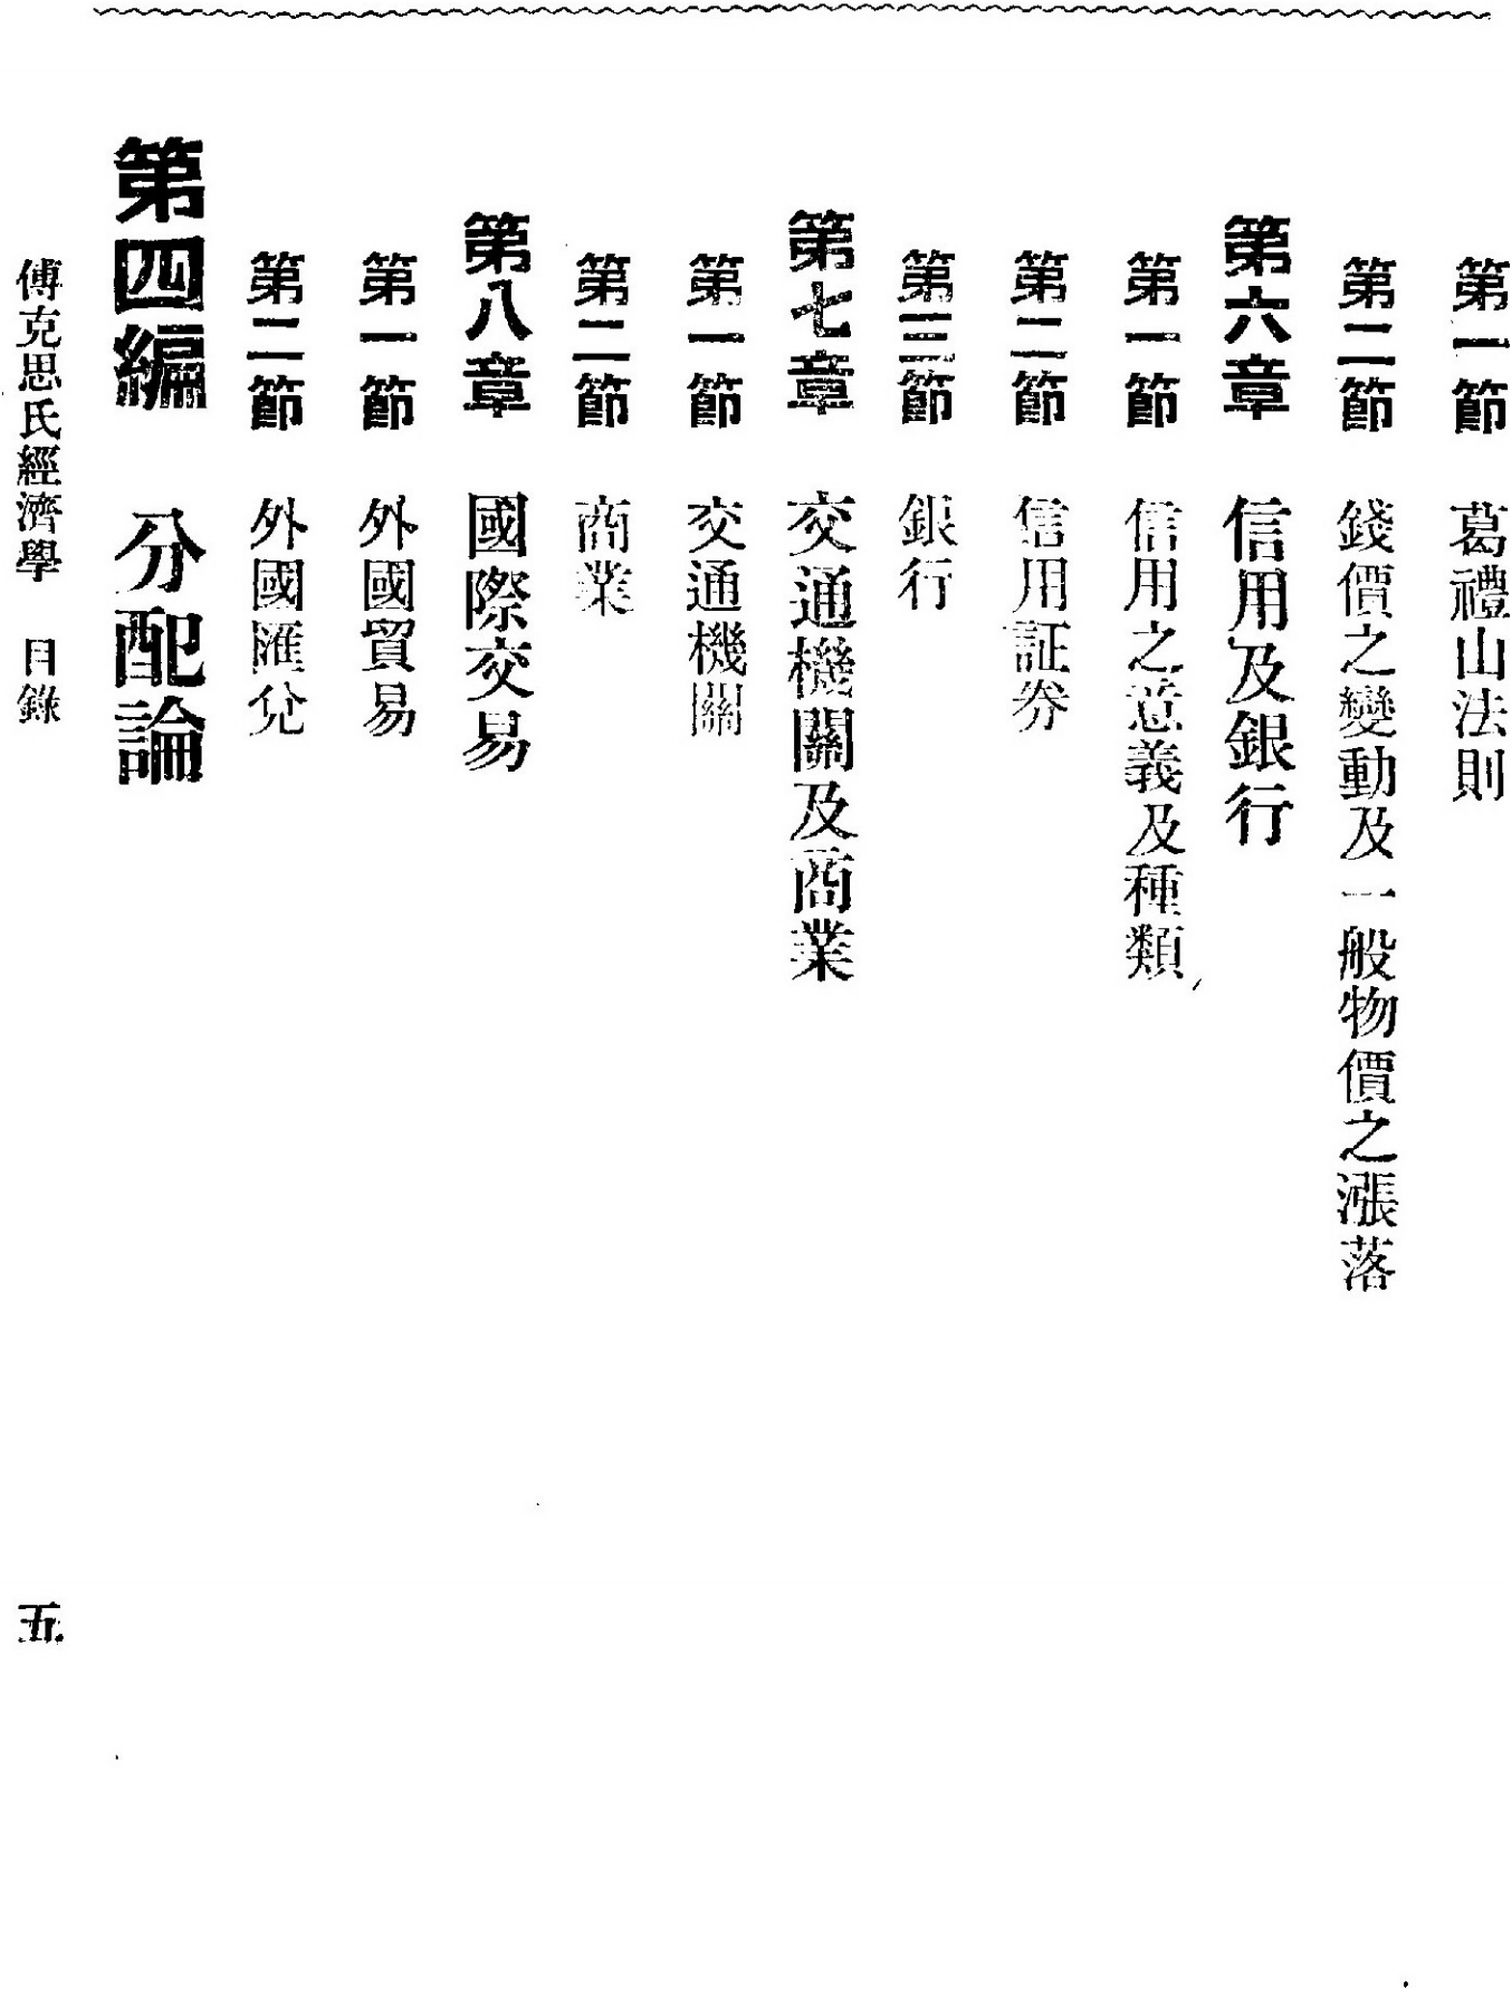 第一節　葛禮山法則
第二節　錢價之變動及一般物價之漲落
第六章　信用及銀行
第一節　信用之意義及種類
第二節　信用証券
第三節　銀行
第七章　交通機關及商業
第一節　交通機關
第二節　商業
第八章　國際交易
第一節　外國貿易
第二節　外國匯兌
第四編　分配論
傅克思氏經濟學　目錄
五